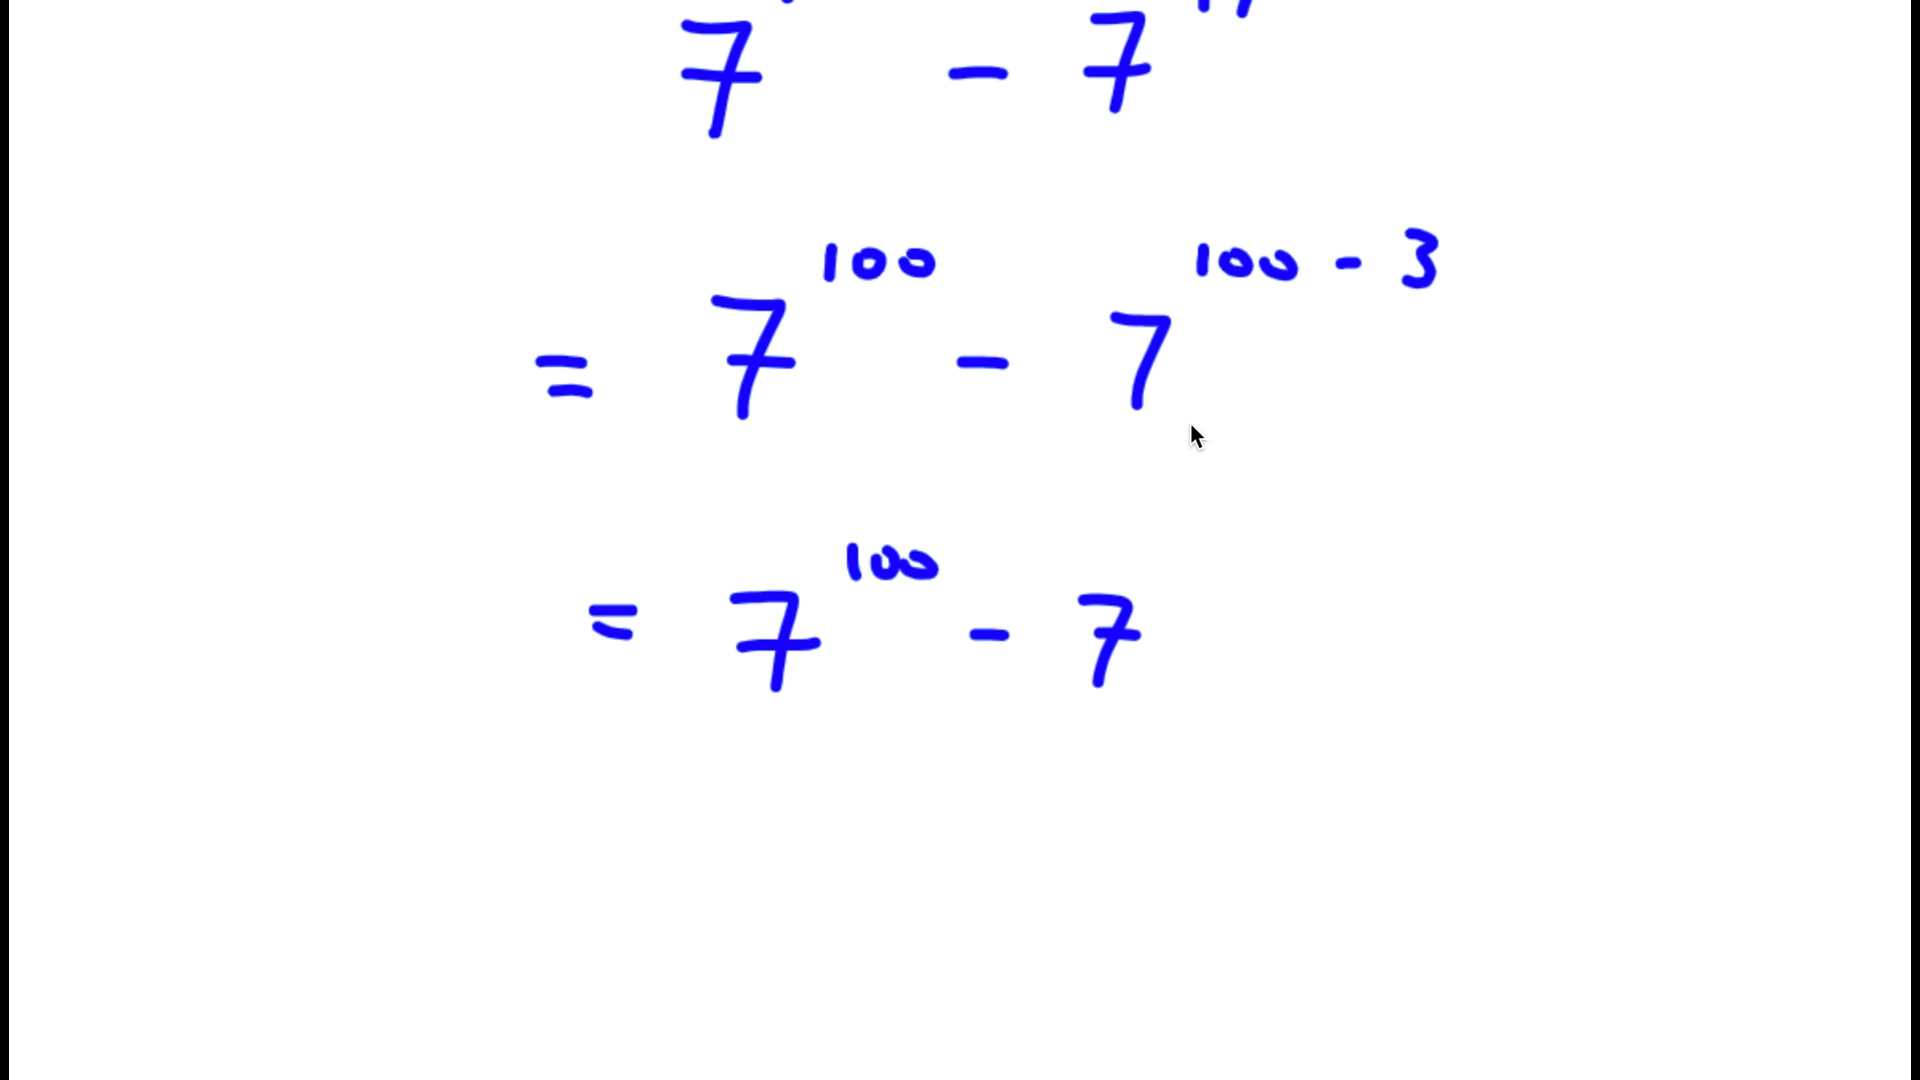 7 - 7
= 7^100 - 7^100-3
= 7^100 - 7